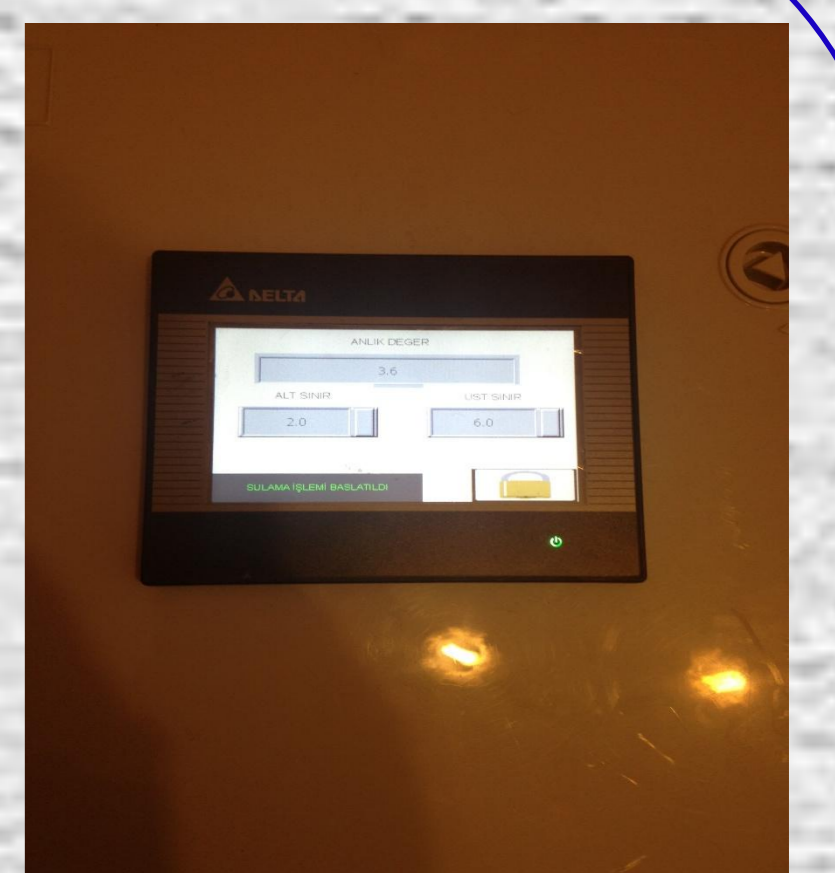 DELTA
ANLIK DEGER
3.6
ALT SINIR
UST SINIR
2.0
6.0
SULAMA İŞLEMİ BASLATILDI